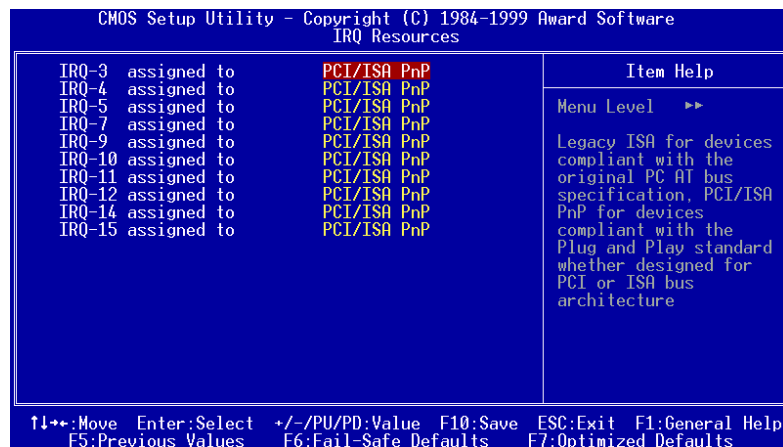 CMOS Setup Utility – Copyright (C) 1984-1999 Award Software
IRQ Resources
IRQ-3 assigned to PCI/ISA PnP
IRQ-4 assigned to PCI/ISA PnP
IRQ-5 assigned to PCI/ISA PnP
IRQ-7 assigned to PCI/ISA PnP
IRQ-9 assigned to PCI/ISA PnP
IRQ-10 assigned to PCI/ISA PnP
IRQ-11 assigned to PCI/ISA PnP
IRQ-12 assigned to PCI/ISA PnP
IRQ-14 assigned to PCI/ISA PnP
IRQ-15 assigned to PCI/ISA PnP
Item Help
Menu Level ►►
Legacy ISA for devices
compliant with the
original PC AT bus
specification, PCI/ISA
PnP for devices
compliant with the
Plug and Play standard
whether designed for
PCI or ISA bus
architecture
↑↓→←:Move Enter:Select +/-/PU/PD:Value F10:Save ESC:Exit F1:General Help
F5:Previous Values F6:Fail-Safe Defaults F7:Optimized Defaults